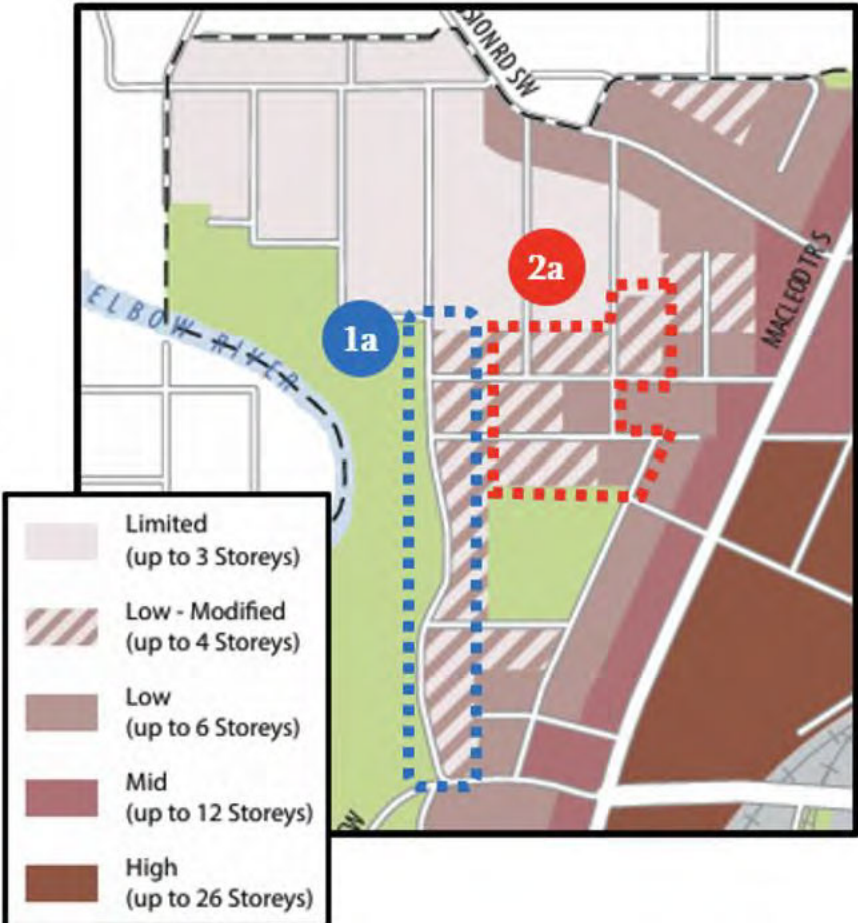 SION RD SW
2a
MACLEOD TR S
ELBOW RIVER
1a
Limited
(up to 3 Storeys)
Low - Modified
(up to 4 Storeys)
Low
(up to 6 Storeys)
Mid
(up to 12 Storeys)
High
(up to 26 Storeys)